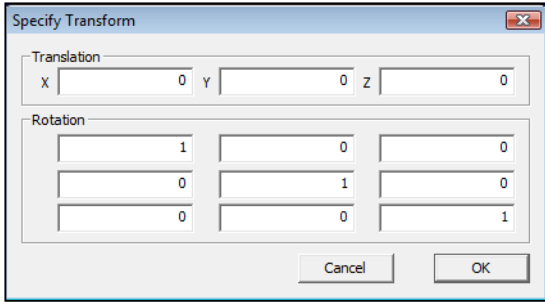 Specify Transform
Translation
X 0 Y 0 Z 0
Rotation
1 0 0
0 1 0
0 0 1
Cancel OK